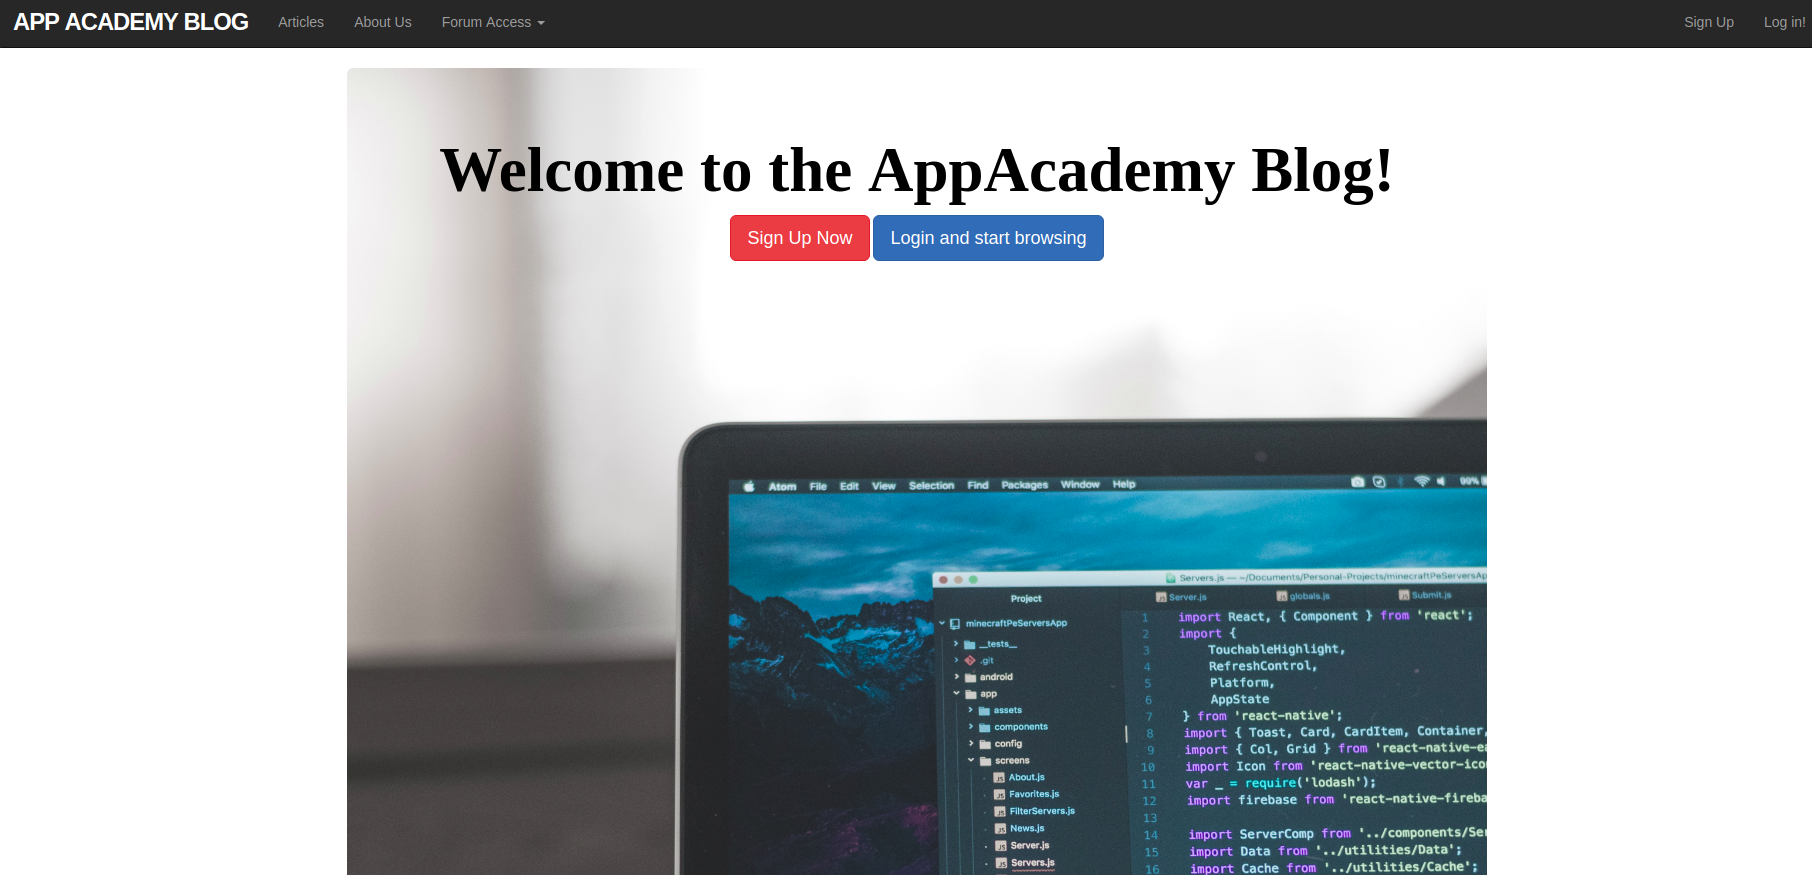 APP ACADEMY BLOG Articles About Us Forum Access Sign Up Log in!
Welcome to the AppAcademy Blog!
Sign Up Now Login and start browsing
Atom File Edit View Selection Find Packages Window Help 99%
Servers.js — ~/Documents/Personal-Projects/minecraftPeServersAp
Project
Server.js globals.js Submit.js
minecraftPeServersApp
__tests__
.git
android
app
assets
components
config
screens
About.js
Favorites.js
FilterServers.js
News.js
Server.js
Servers.js
1 import React, { Component } from 'react';
2 import {
3 TouchableHighlight,
4 RefreshControl,
5 Platform,
6 AppState
7 } from 'react-native';
8 import { Toast, Card, CardItem, Container,
9 import { Col, Grid } from 'react-native-ea
10 import Icon from 'react-native-vector-ico
11 var _ = require('lodash');
12 import firebase from 'react-native-fireba
13
14 import ServerComp from '../components/Ser
15 import Data from '../utilities/Data';
16 import Cache from '../utilities/Cache';